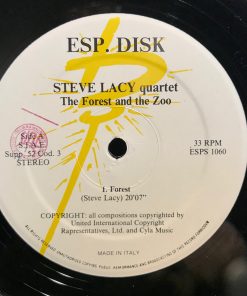 ESP. DISK
STEVE LACY quartet
The Forest and the Zoo
Side A
S.I.A.E.
Supp. 52 Cod. 3
STEREO
33 RPM
ESPS 1060
1. Forest
(Steve Lacy) 20'07"
COPYRIGHT: all compositions copyrighted by
United International Copyright
Rapresentatives, Ltd. and Cyla Music
MADE IN ITALY